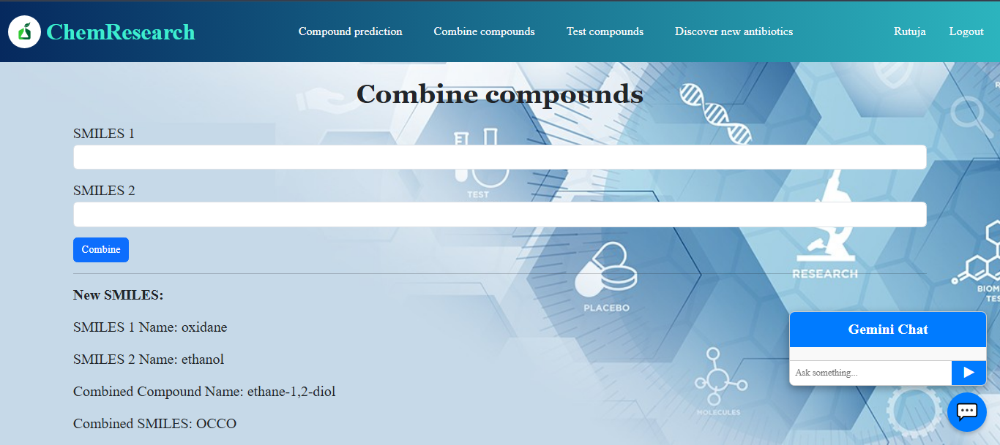 ChemResearch
Compound prediction
Combine compounds
Test compounds
Discover new antibiotics
Rutuja
Logout
Combine compounds
SMILES 1
SMILES 2
Combine
New SMILES:
SMILES 1 Name: oxidane
SMILES 2 Name: ethanol
Combined Compound Name: ethane-1,2-diol
Combined SMILES: OCCO
TEST
RESEARCH
PLACEBO
MOLECULES
Gemini Chat
Ask something...